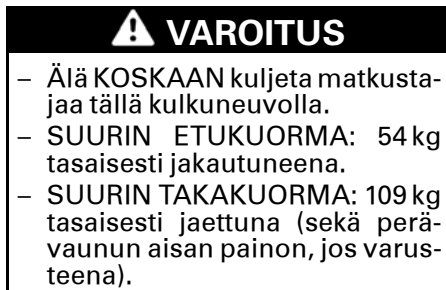 VAROITUS
– Älä KOSKAAN kuljeta matkusta-
jaa tällä kulkuneuvolla.
– SUURIN ETUKUORMA: 54 kg
tasaisesti jakautuneena.
– SUURIN TAKAKUORMA: 109 kg
tasaisesti jaettuna (sekä perä-
vaunun aisan painon, jos varus-
teena).